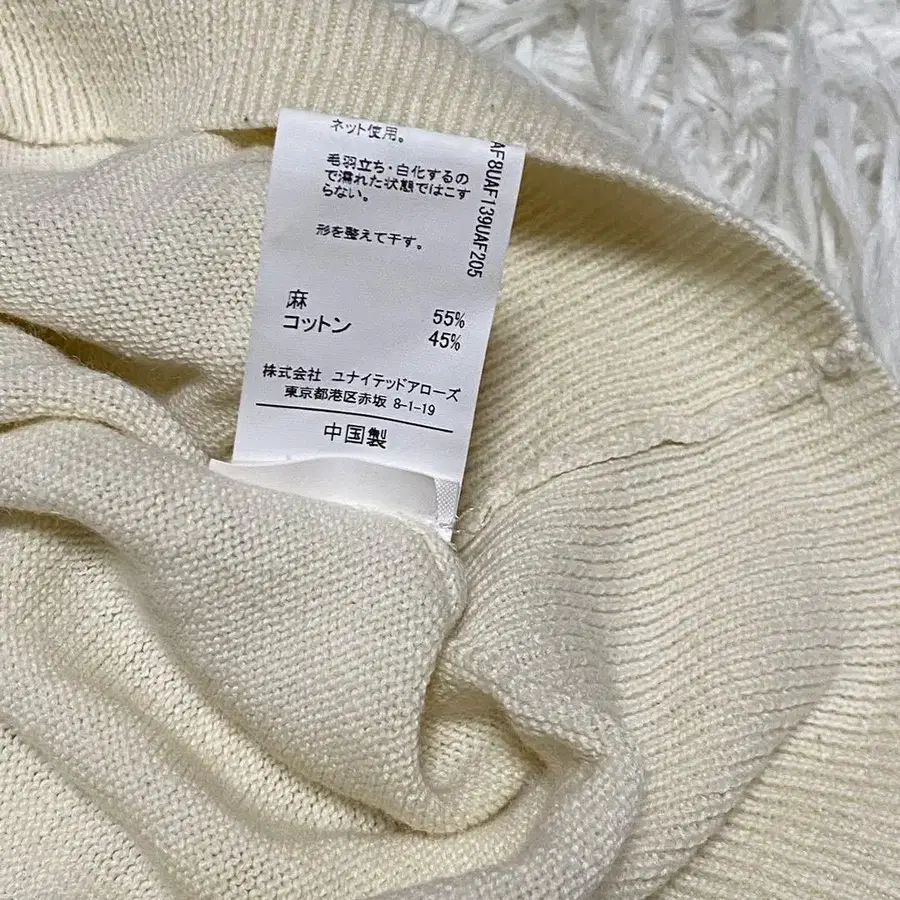 ネット使用。
毛羽立ち・白化するの
で濡れた状態ではこす
らない。
形を整えて干す。
AF8UAF139UAF205
麻 55%
コットン 45%
株式会社 ユナイテッドアローズ
東京都港区赤坂 8-1-19
中国製